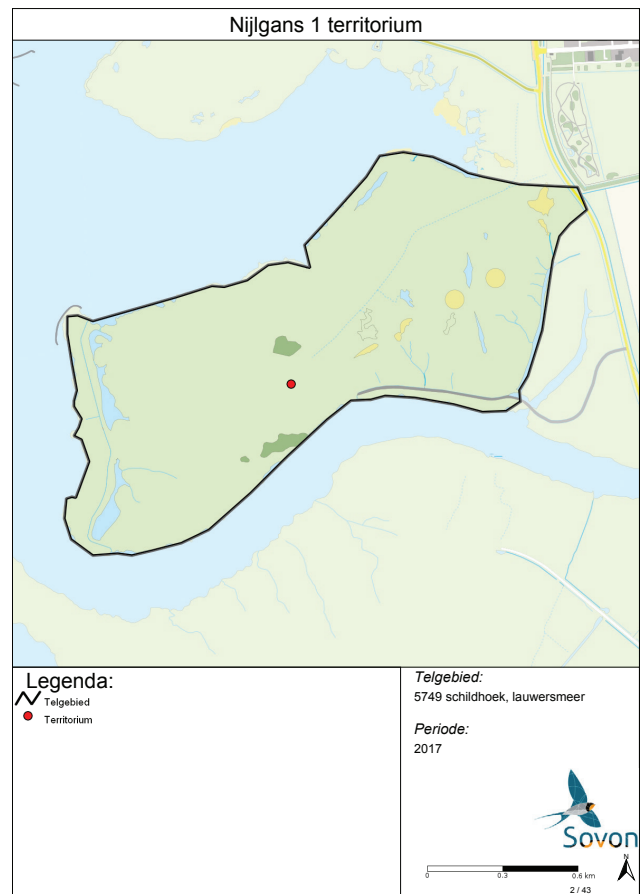 Nijlgans 1 territorium
Legenda:
Telgebied
Territorium
Telgebied:
5749 schildhoek, lauwersmeer
Periode:
2017
Sovon
N
0 0.3 0.6 km
2 / 43